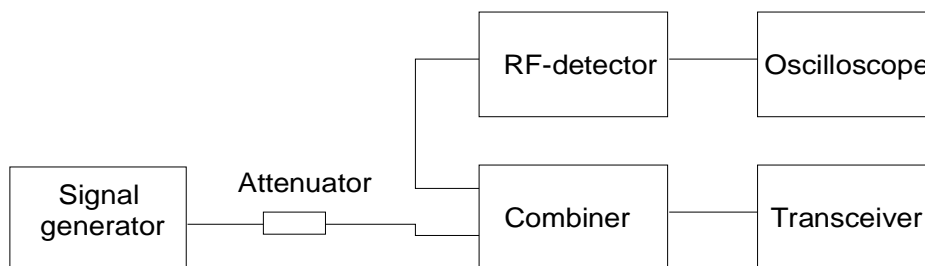 RF-detector
Oscilloscope
Attenuator
Signal
generator
Combiner
Transceiver